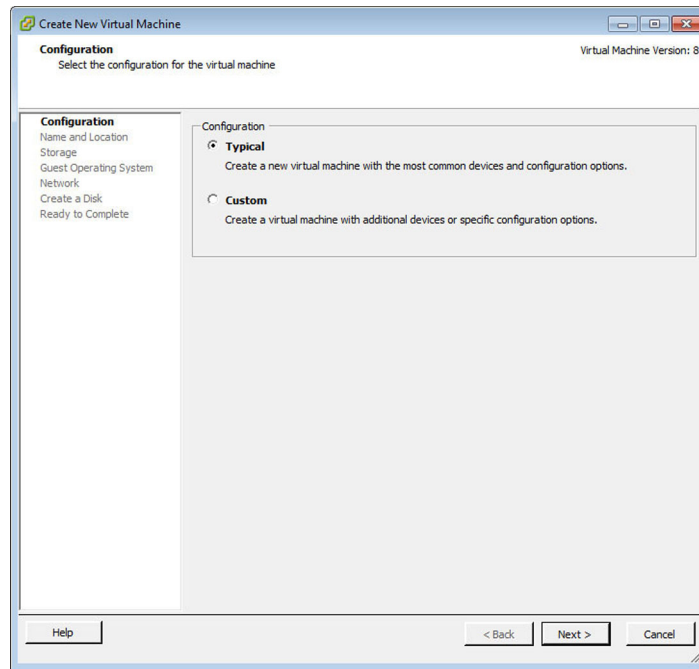 Create New Virtual Machine
Configuration
Select the configuration for the virtual machine
Virtual Machine Version: 8
Configuration
Name and Location
Storage
Guest Operating System
Network
Create a Disk
Ready to Complete
Configuration
Typical
Create a new virtual machine with the most common devices and configuration options.
Custom
Create a virtual machine with additional devices or specific configuration options.
Help
< Back
Next >
Cancel